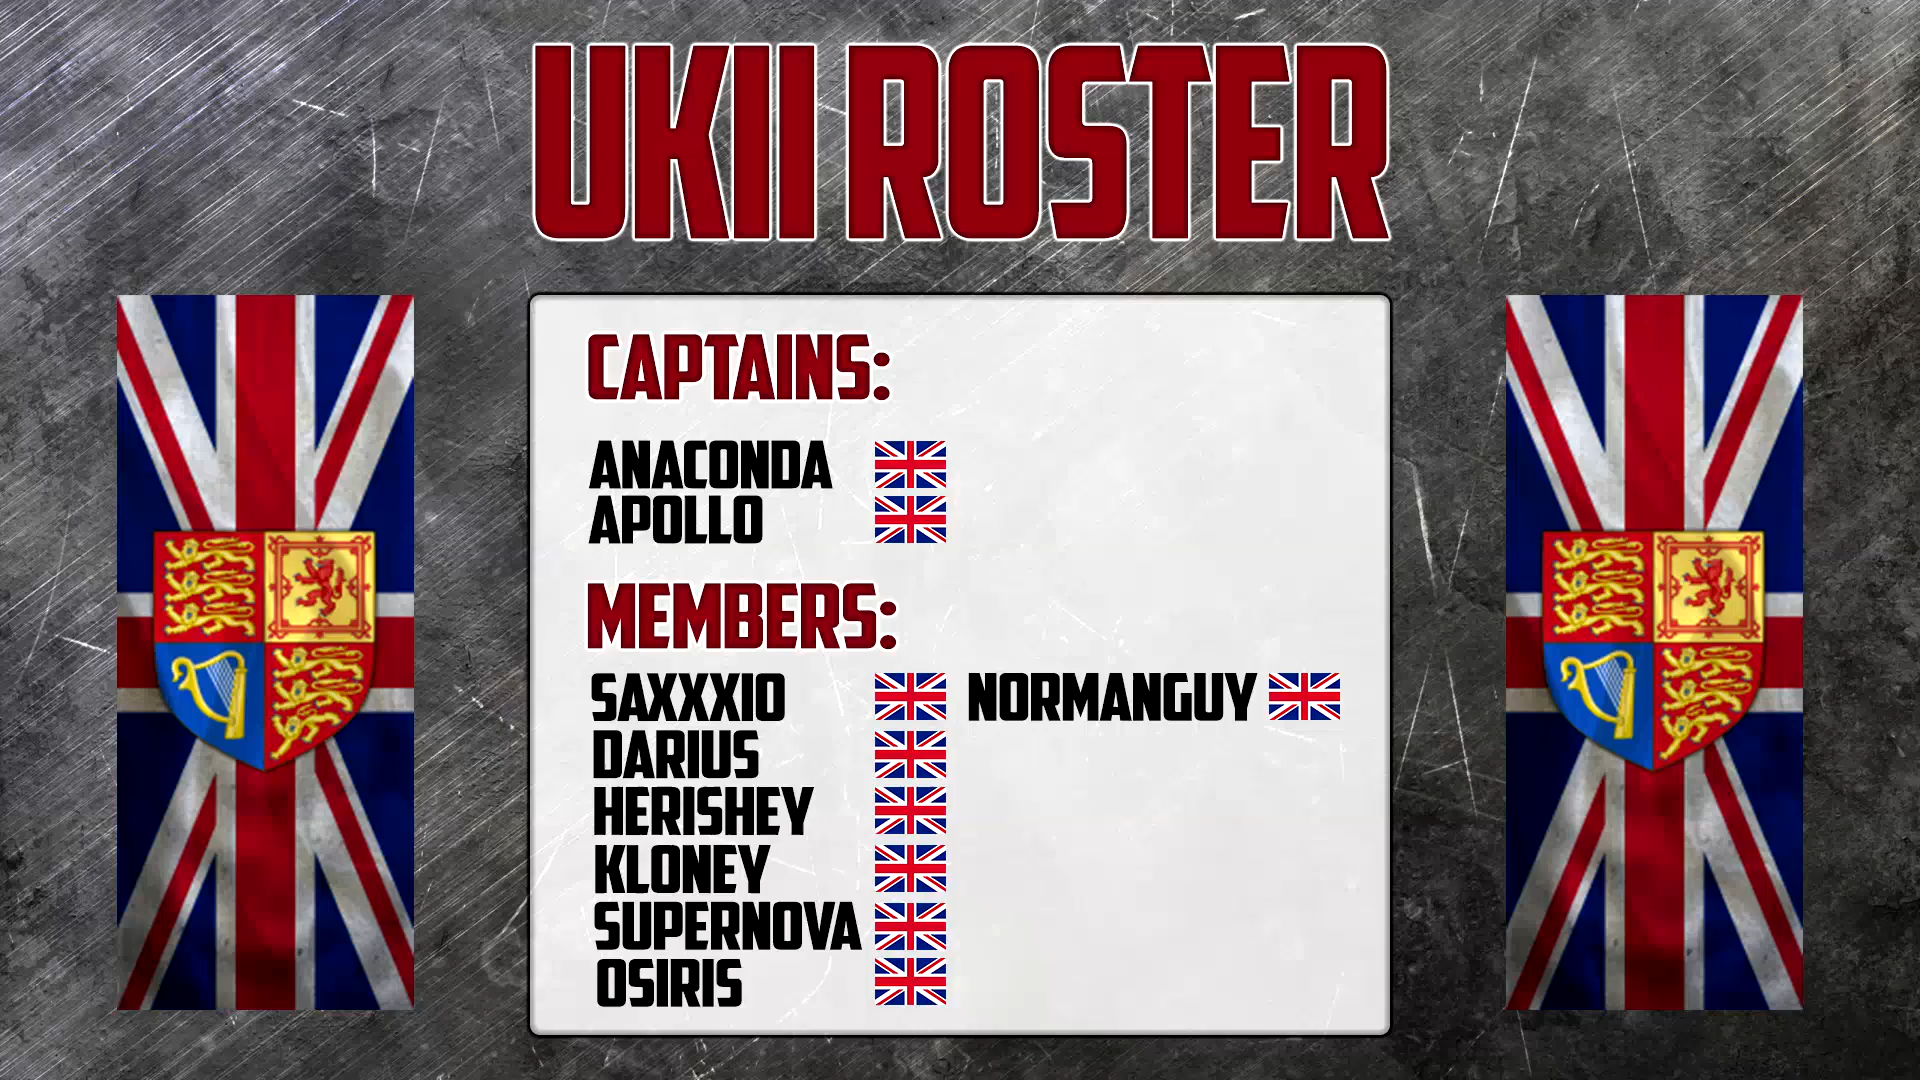 UKII ROSTER
CAPTAINS:
ANACONDA
APOLLO
MEMBERS:
SAXXXIO NORMANGUY
DARIUS
HERISHEY
KLONEY
SUPERNOVA
OSIRIS